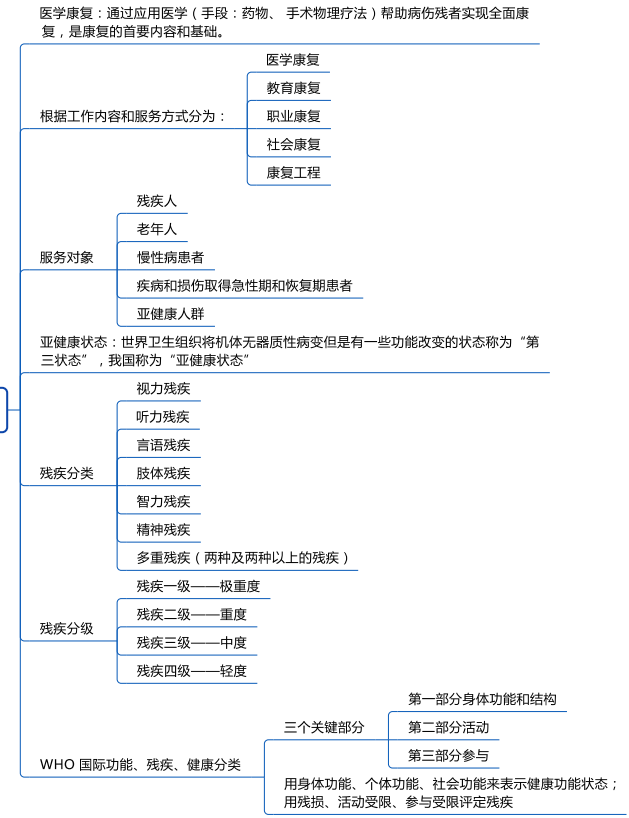 医学康复：通过应用医学（手段：药物、 手术物理疗法）帮助病伤残者实现全面康
复，是康复的首要内容和基础。
根据工作内容和服务方式分为：
医学康复
教育康复
职业康复
社会康复
康复工程
服务对象
残疾人
老年人
慢性病患者
疾病和损伤取得急性期和恢复期患者
亚健康人群
亚健康状态：世界卫生组织将机体无器质性病变但是有一些功能改变的状态称为“第
三状态”，我国称为“亚健康状态”
残疾分类
视力残疾
听力残疾
言语残疾
肢体残疾
智力残疾
精神残疾
多重残疾（两种及两种以上的残疾）
残疾分级
残疾一级——极重度
残疾二级——重度
残疾三级——中度
残疾四级——轻度
WHO 国际功能、残疾、健康分类
三个关键部分
第一部分身体功能和结构
第二部分活动
第三部分参与
用身体功能、个体功能、社会功能来表示健康功能状态；
用残损、活动受限、参与受限评定残疾